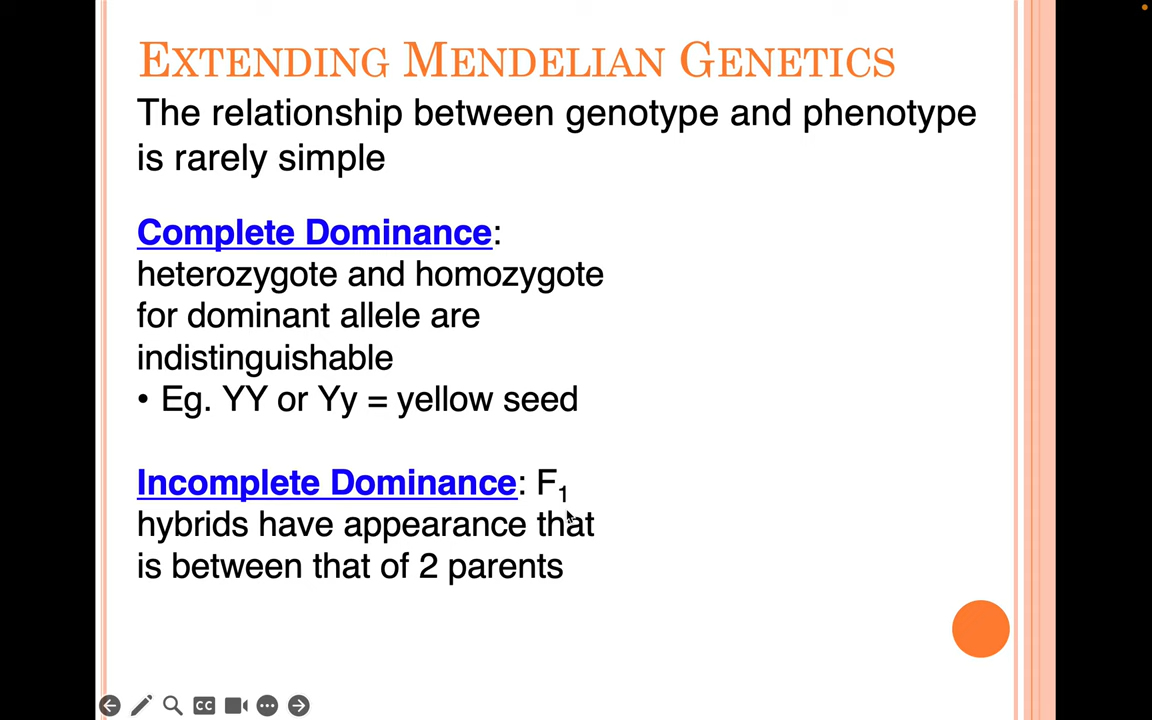 EXTENDING MENDELIAN GENETICS
The relationship between genotype and phenotype
is rarely simple
Complete Dominance:
heterozygote and homozygote
for dominant allele are
indistinguishable
• Eg. YY or Yy = yellow seed
Incomplete Dominance: F₁
hybrids have appearance that
is between that of 2 parents
CC